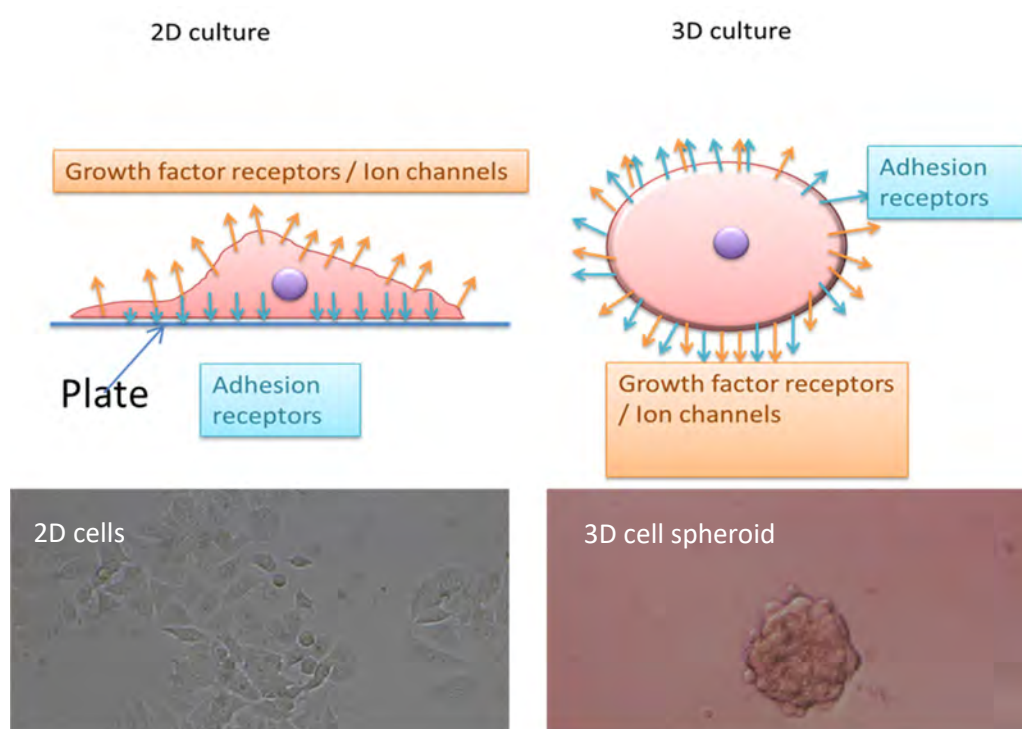 2D culture
3D culture
Growth factor receptors / Ion channels
Adhesion
receptors
Plate
Adhesion
receptors
Growth factor receptors
/ Ion channels
2D cells
3D cell spheroid